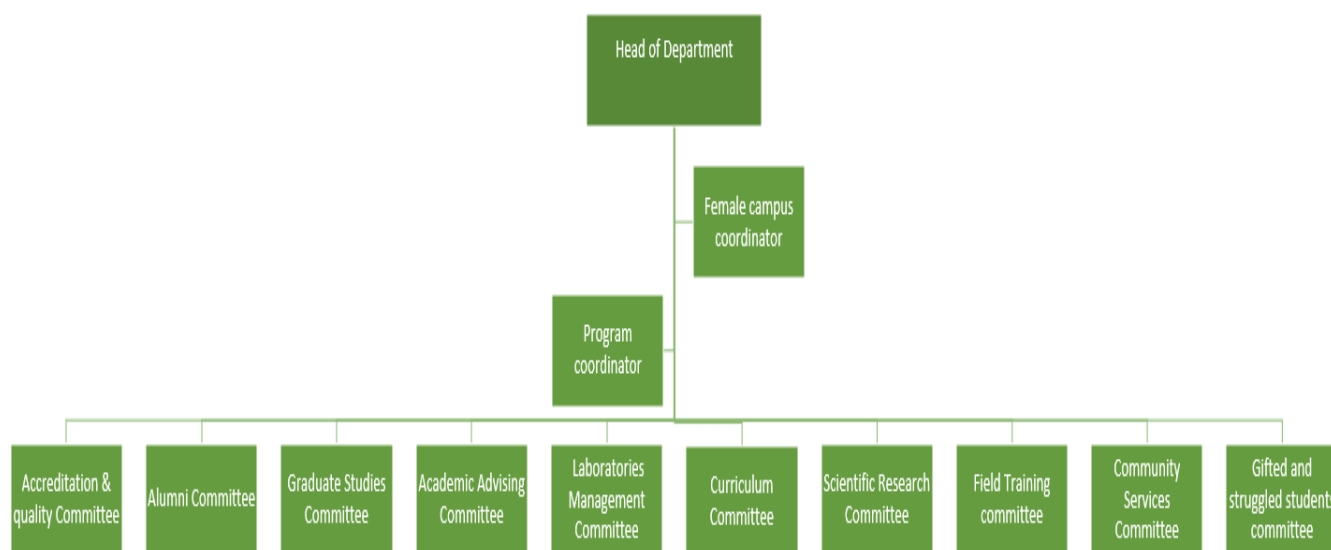 Head of Department
Female campus
coordinator
Program
coordinator
Accreditation &
quality Committee
Alumni Committee
Graduate Studies
Committee
Academic Advising
Committee
Laboratories
Management
Committee
Curriculum
Committee
Scientific Research
Committee
Field Training
committee
Community
Services
Committee
Gifted and
struggled students
committee